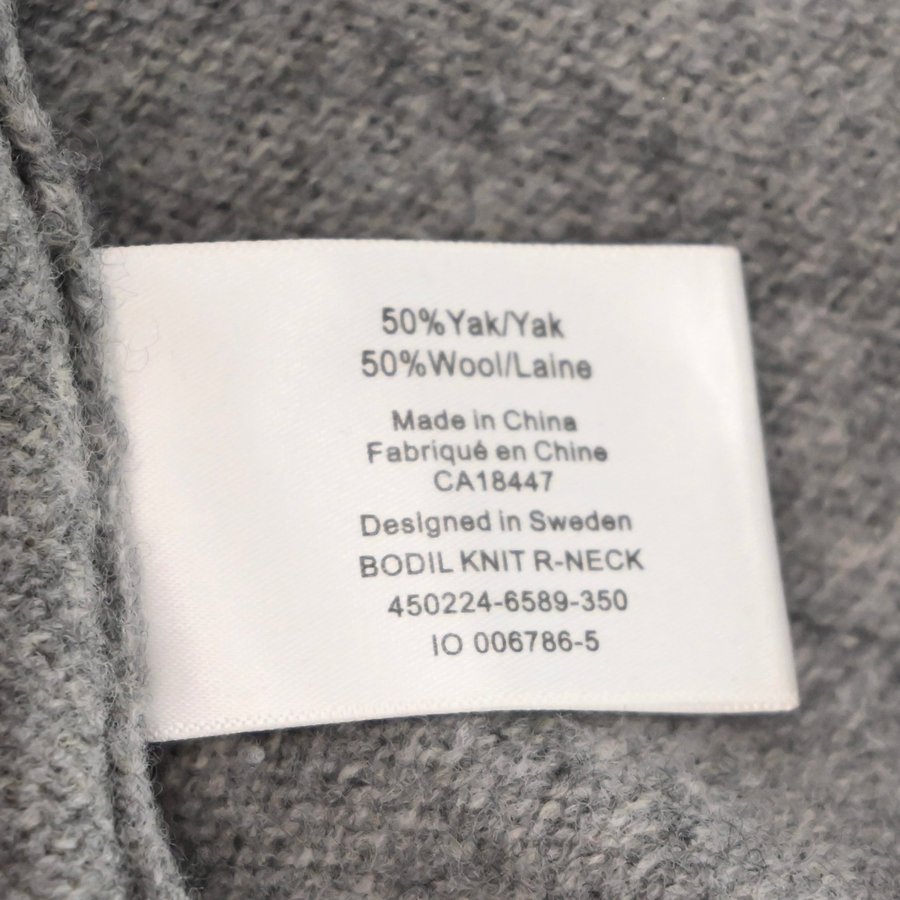 50%Yak/Yak
50%Wool/Laine
Made in China
Fabriqué en Chine
CA18447
Designed in Sweden
BODIL KNIT R-NECK
450224-6589-350
IO 006786-5